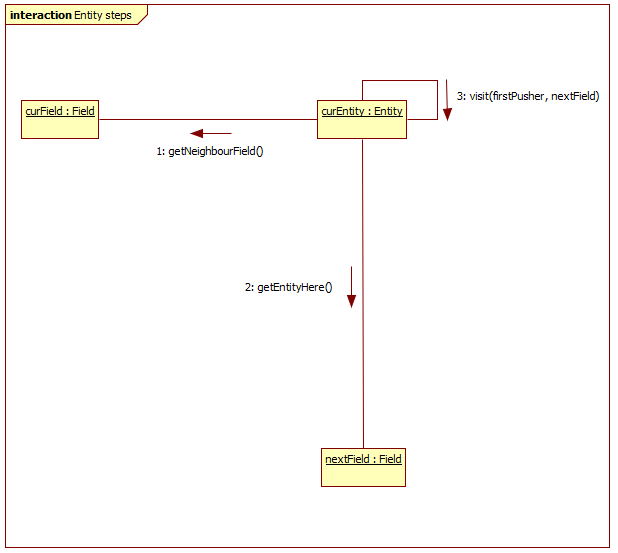 interaction Entity steps
3: visit(firstPusher, nextField)
curField : Field
curEntity : Entity
1: getNeighbourField()
2: getEntityHere()
nextField : Field